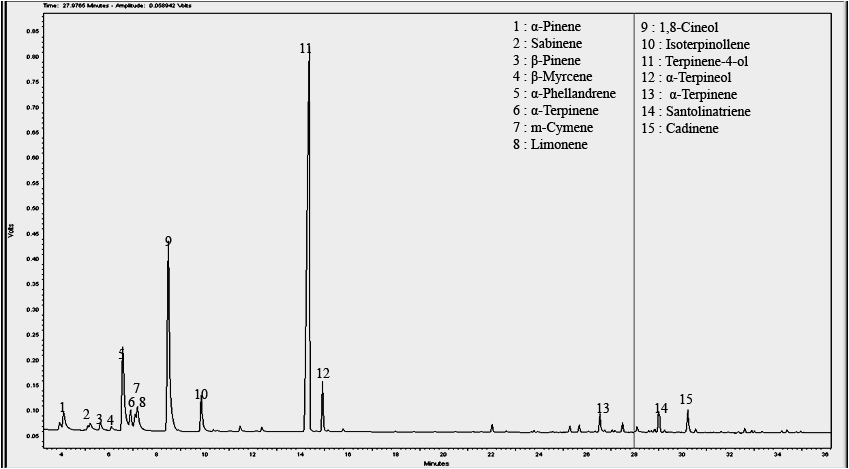 Time: 27.9765 Minutes - Amplitude: 0.058942 Volts
1 : α-Pinene
2 : Sabinene
3 : β-Pinene
4 : β-Myrcene
5 : α-Phellandrene
6 : α-Terpinene
7 : m-Cymene
8 : Limonene
9 : 1,8-Cineol
10 : Isoterpinollene
11 : Terpinene-4-ol
12 : α-Terpineol
13 : α-Terpinene
14 : Santolinatriene
15 : Cadinene
0.85
0.80
0.75
0.70
0.65
0.60
0.55
0.50
0.45
0.40
0.35
0.30
0.25
0.20
0.15
0.10
0.05
Volts
1
2
3
4
5
6
7
8
9
10
11
12
13
14
15
4 6 8 10 12 14 16 18 20 22 24 26 28 30 32 34 36
Minutes